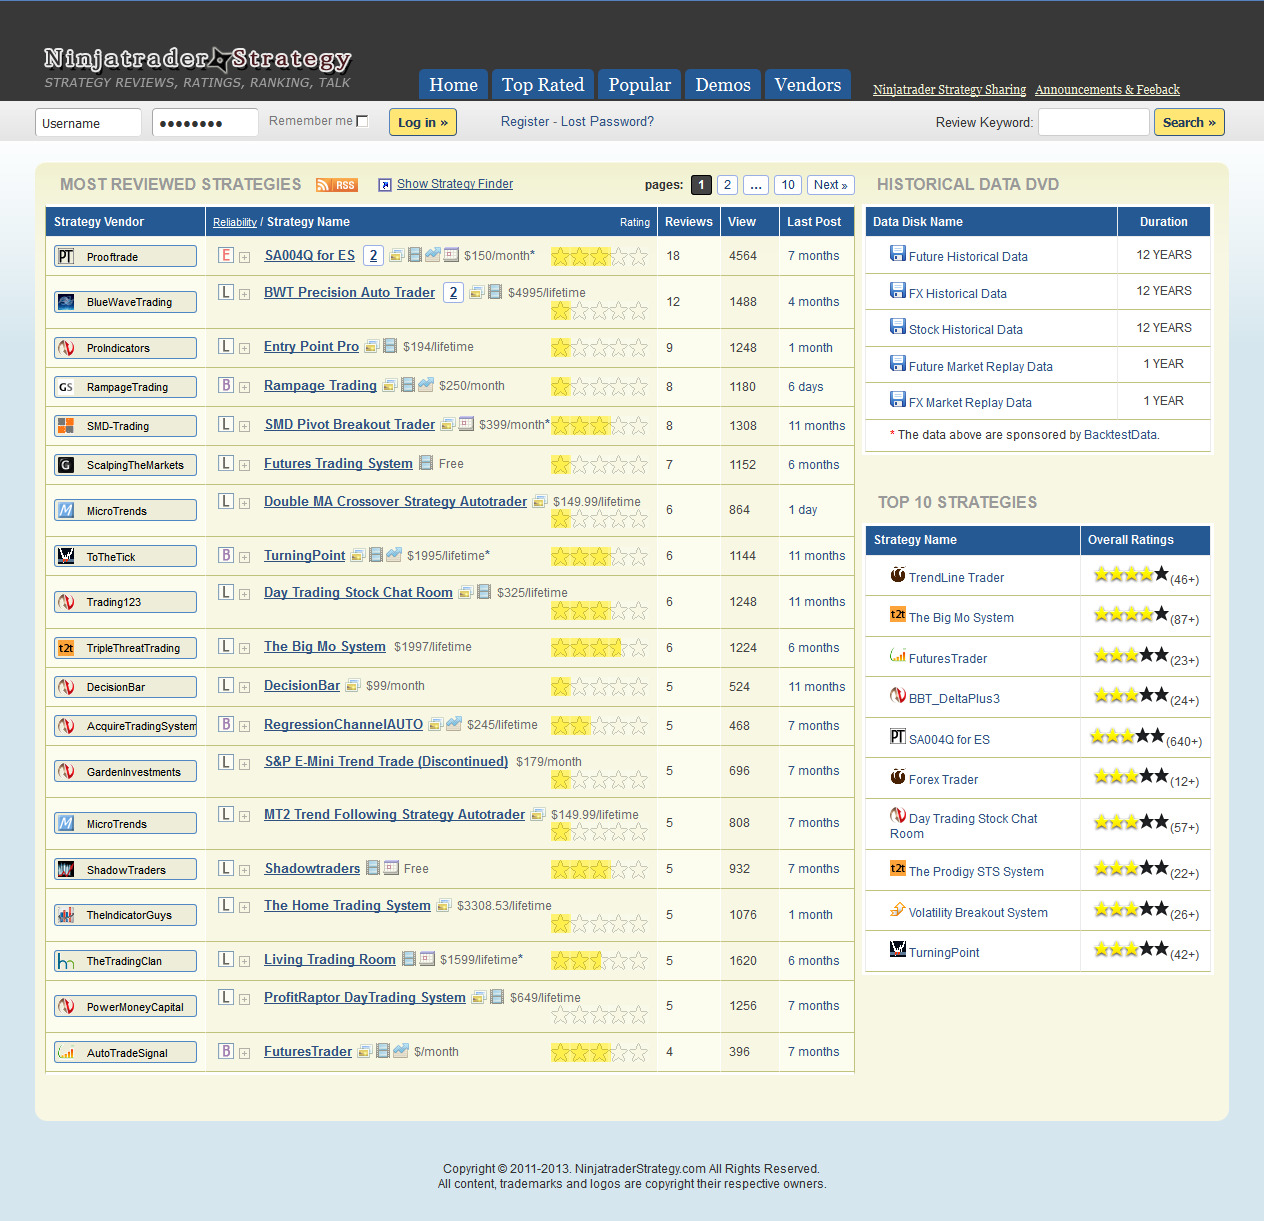 Ninjatrader Strategy
STRATEGY REVIEWS, RATINGS, RANKING, TALK
Home Top Rated Popular Demos Vendors
Ninjatrader Strategy Sharing Announcements & Feeback
Username ●●●●●●●● Remember me Log in » Register - Lost Password? Review Keyword: Search »
MOST REVIEWED STRATEGIES RSS Show Strategy Finder pages: 1 2 ... 10 Next »
Strategy Vendor Reliability / Strategy Name Rating Reviews View Last Post
PT Prooftrade E SA004Q for ES 2 $150/month* 18 4564 7 months
BlueWaveTrading L BWT Precision Auto Trader 2 $4995/lifetime 12 1488 4 months
ProIndicators L Entry Point Pro $194/lifetime 9 1248 1 month
GS RampageTrading B Rampage Trading $250/month 8 1180 6 days
SMD-Trading L SMD Pivot Breakout Trader $399/month* 8 1308 11 months
G ScalpingTheMarkets L Futures Trading System Free 7 1152 6 months
M MicroTrends L Double MA Crossover Strategy Autotrader $149.99/lifetime 6 864 1 day
ToTheTick B TurningPoint $1995/lifetime* 6 1144 11 months
Trading123 L Day Trading Stock Chat Room $325/lifetime 6 1248 11 months
t2t TripleThreatTrading L The Big Mo System $1997/lifetime 6 1224 6 months
DecisionBar L DecisionBar $99/month 5 524 11 months
AcquireTradingSystem B RegressionChannelAUTO $245/lifetime 5 468 7 months
GardenInvestments L S&P E-Mini Trend Trade (Discontinued) $179/month 5 696 7 months
M MicroTrends L MT2 Trend Following Strategy Autotrader $149.99/lifetime 5 808 7 months
ShadowTraders L Shadowtraders Free 5 932 7 months
TheIndicatorGuys L The Home Trading System $3308.53/lifetime 5 1076 1 month
TheTradingClan L Living Trading Room $1599/lifetime* 5 1620 6 months
PowerMoneyCapital L ProfitRaptor DayTrading System $649/lifetime 5 1256 7 months
AutoTradeSignal B FuturesTrader $/month 4 396 7 months
HISTORICAL DATA DVD
Data Disk Name Duration
Future Historical Data 12 YEARS
FX Historical Data 12 YEARS
Stock Historical Data 12 YEARS
Future Market Replay Data 1 YEAR
FX Market Replay Data 1 YEAR
* The data above are sponsored by BacktestData.
TOP 10 STRATEGIES
Strategy Name Overall Ratings
TrendLine Trader (46+)
t2t The Big Mo System (87+)
FuturesTrader (23+)
BBT_DeltaPlus3 (24+)
PT SA004Q for ES (640+)
Forex Trader (12+)
Day Trading Stock Chat
Room (57+)
t2t The Prodigy STS System (22+)
Volatility Breakout System (26+)
TurningPoint (42+)
Copyright © 2011-2013. NinjatraderStrategy.com All Rights Reserved.
All content, trademarks and logos are copyright their respective owners.